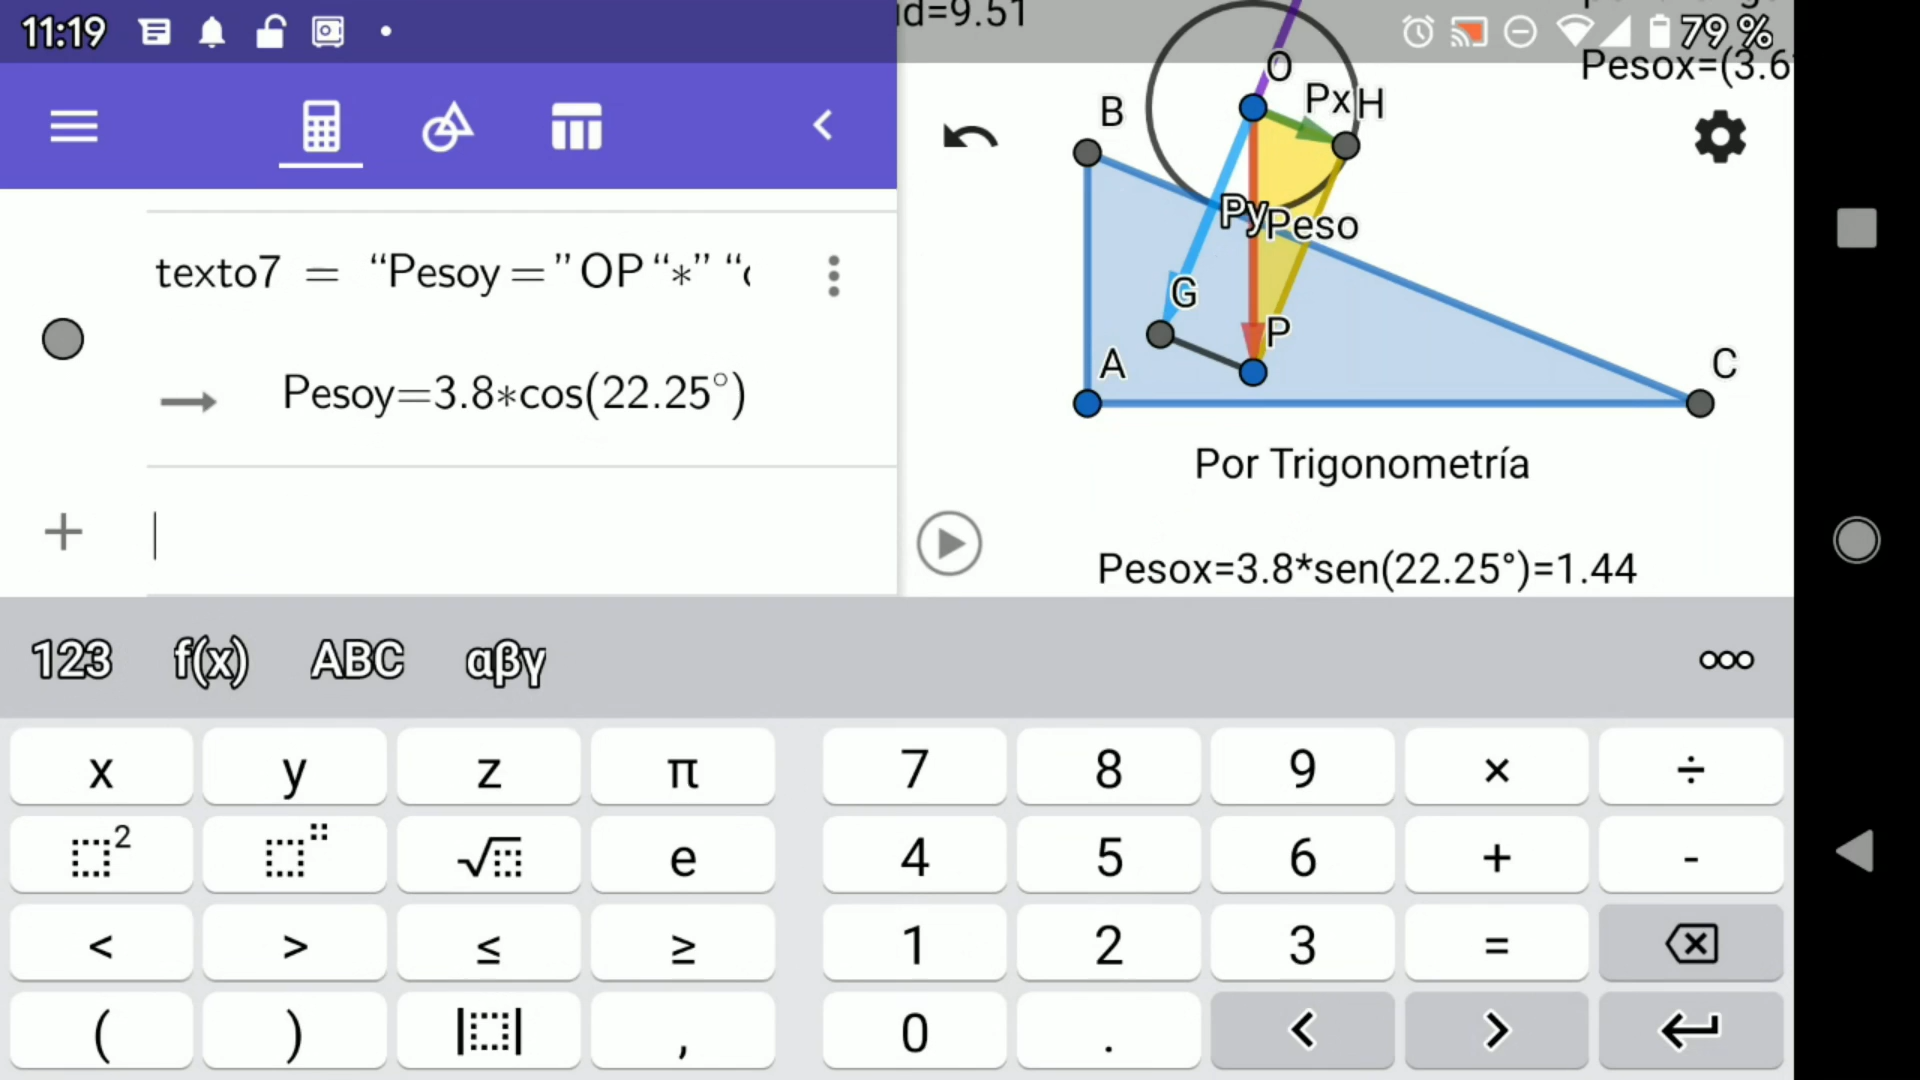 11:19
79 %
id=9.51
Pesox=(3.6
texto7 = “Pesoy=” OP “*” “
Pesoy=3.8*cos(22.25°)
O
Px H
B
Py Peso
G
P
A
C
Por Trigonometría
Pesox=3.8*sen(22.25°)=1.44
123 f(x) ABC αβγ
x y z π 7 8 9 × ÷
2 √ e 4 5 6 + -
< > ≤ ≥ 1 2 3 =
( ) | | , 0 . < >